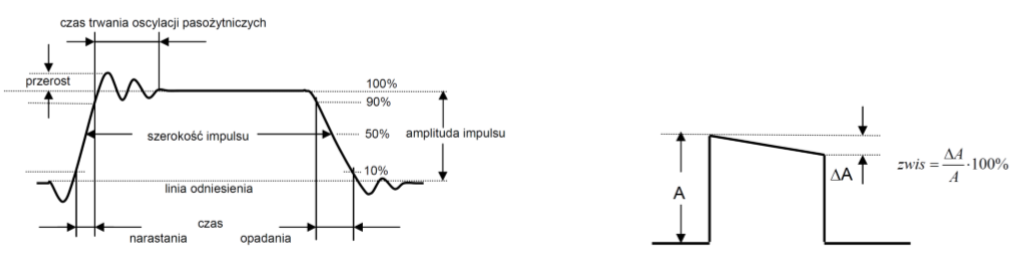 czas trwania oscylacji pasożytniczych
przerost
100%
90%
szerokość impulsu
50%
amplituda impulsu
10%
linia odniesienia
czas
narastania
opadania
A
ΔA
zwis = ΔA/A · 100%